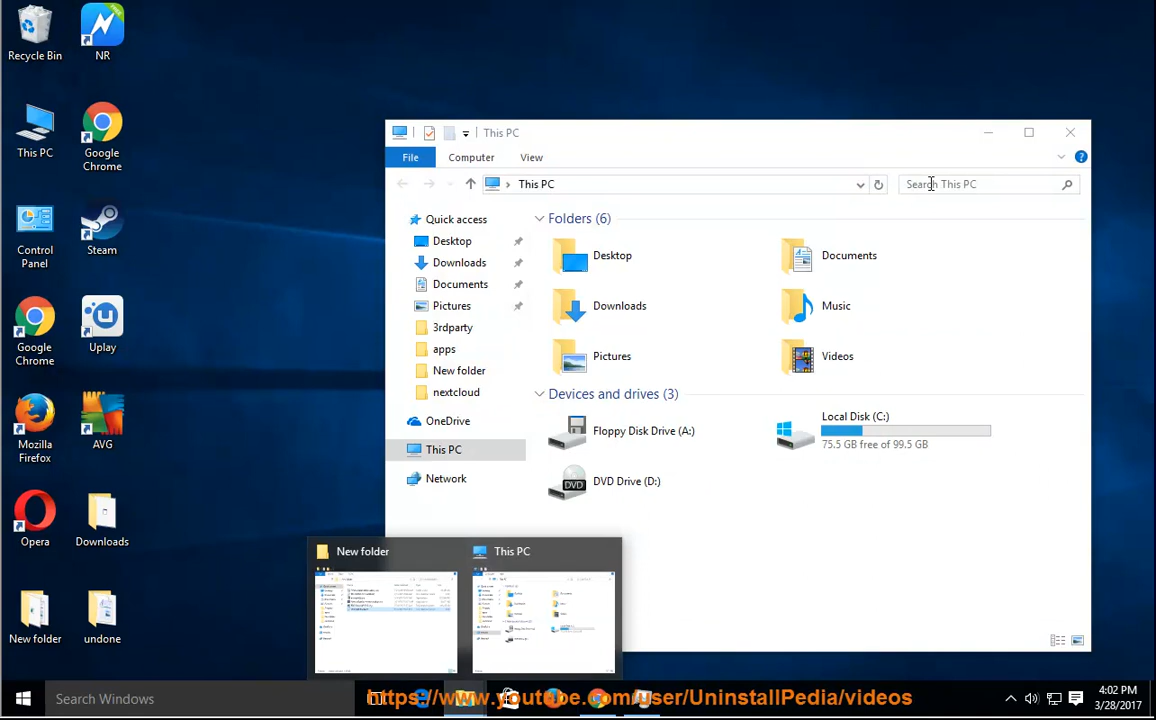 Recycle Bin
NR
This PC
Google
Chrome
Control
Panel
Steam
Google
Chrome
Uplay
Mozilla
Firefox
AVG
Opera
Downloads
New folder
undone
This PC
File
Computer
View
This PC
Search This PC
Quick access
Desktop
Downloads
Documents
Pictures
3rdparty
apps
New folder
nextcloud
OneDrive
This PC
Network
Folders (6)
Desktop
Documents
Downloads
Music
Pictures
Videos
Devices and drives (3)
Floppy Disk Drive (A:)
Local Disk (C:)
75.5 GB free of 99.5 GB
DVD
DVD Drive (D:)
New folder
This PC
Search Windows
https://www.youtube.com/user/UninstallPedia/videos
4:02 PM
3/28/2017